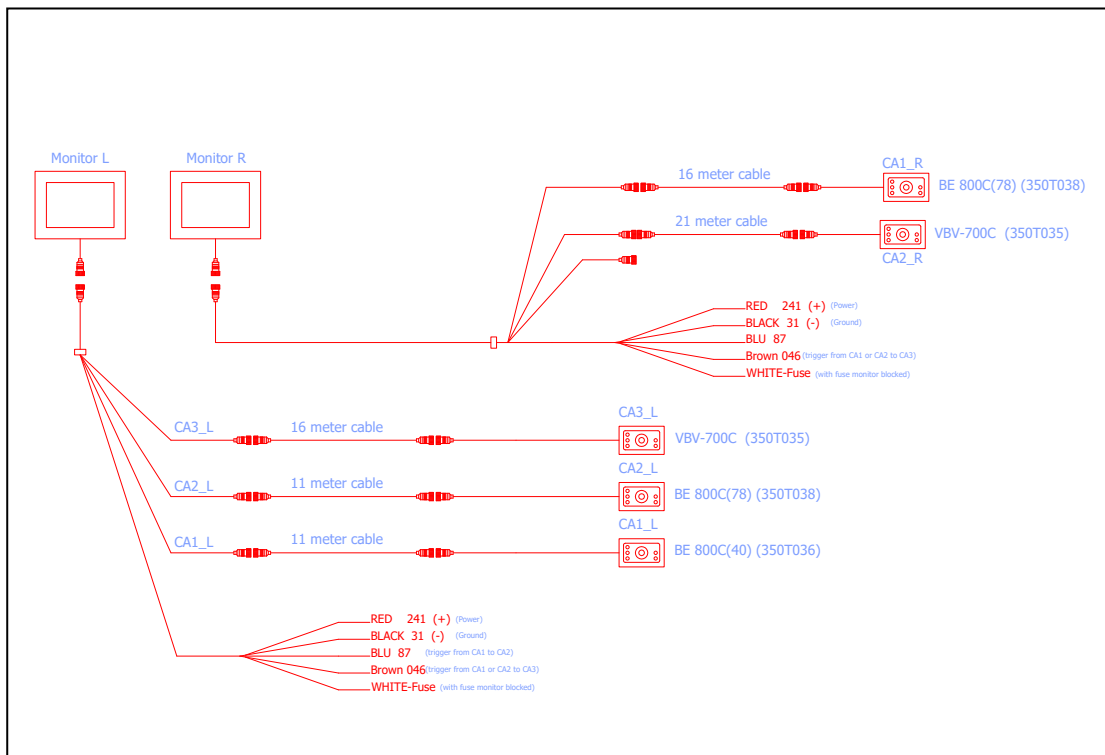 Monitor L
Monitor R
CA1_R
16 meter cable
BE 800C(78) (350T038)
21 meter cable
VBV-700C (350T035)
CA2_R
RED 241 (+) (Power)
BLACK 31 (-) (Ground)
BLU 87
Brown 046 (trigger from CA1 or CA2 to CA3)
WHITE-Fuse (with fuse monitor blocked)
CA3_L
CA3_L
16 meter cable
VBV-700C (350T035)
CA2_L
CA2_L
11 meter cable
BE 800C(78) (350T038)
CA1_L
CA1_L
11 meter cable
BE 800C(40) (350T036)
RED 241 (+) (Power)
BLACK 31 (-) (Ground)
BLU 87 (trigger from CA1 to CA2)
Brown 046 (trigger from CA1 or CA2 to CA3)
WHITE-Fuse (with fuse monitor blocked)